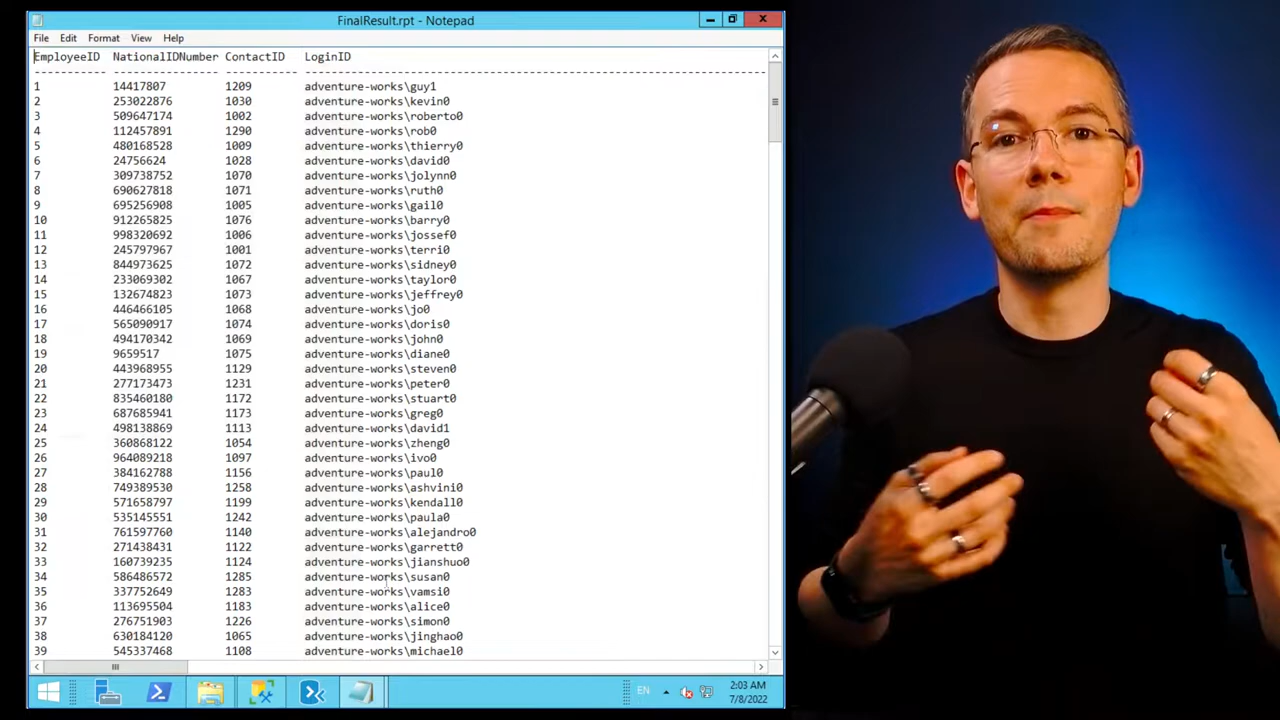 FinalResult.rpt - Notepad
File Edit Format View Help
EmployeeID NationalIDNumber ContactID LoginID
1 14417807 1209 adventure-works\guy1
2 253022876 1030 adventure-works\kevin0
3 509647174 1002 adventure-works\roberto0
4 112457891 1290 adventure-works\rob0
5 480168528 1009 adventure-works\thierry0
6 24756624 1028 adventure-works\david0
7 309738752 1070 adventure-works\jolynn0
8 690627818 1071 adventure-works\ruth0
9 695256908 1005 adventure-works\gail0
10 912265825 1076 adventure-works\barry0
11 998320692 1006 adventure-works\jossef0
12 245797967 1001 adventure-works\terri0
13 844973625 1072 adventure-works\sidney0
14 233069302 1067 adventure-works\taylor0
15 132674823 1073 adventure-works\jeffrey0
16 446466105 1068 adventure-works\jo0
17 565090917 1074 adventure-works\doris0
18 494170342 1069 adventure-works\john0
19 9659517 1075 adventure-works\diane0
20 443968955 1129 adventure-works\steven0
21 277173473 1231 adventure-works\peter0
22 835460180 1172 adventure-works\stuart0
23 687685941 1173 adventure-works\greg0
24 498138869 1113 adventure-works\david1
25 360868122 1054 adventure-works\zheng0
26 964089218 1097 adventure-works\ivo0
27 384162788 1156 adventure-works\paul0
28 749389530 1258 adventure-works\ashvini0
29 571658797 1199 adventure-works\kendall0
30 535145551 1242 adventure-works\paula0
31 761597760 1140 adventure-works\alejandro0
32 271438431 1122 adventure-works\garrett0
33 160739235 1124 adventure-works\jianshuo0
34 586486572 1285 adventure-works\susan0
35 337752649 1283 adventure-works\vamsi0
36 113695504 1183 adventure-works\alice0
37 276751903 1226 adventure-works\simon0
38 630184120 1065 adventure-works\jinghao0
39 545337468 1108 adventure-works\michael0
EN
2:03 AM
7/8/2022